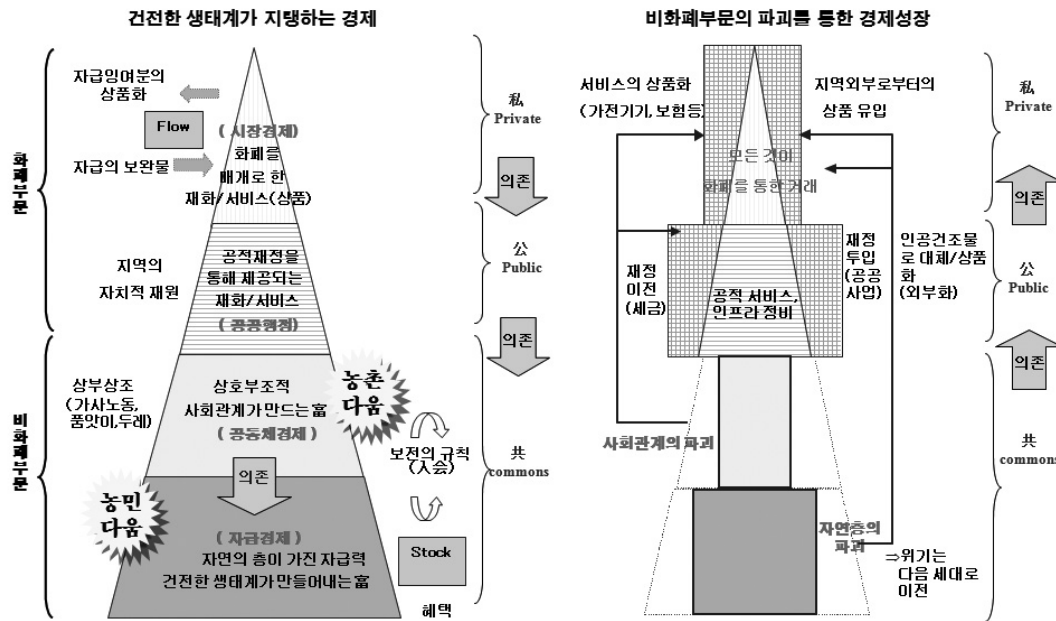 건전한 생태계가 지탱하는 경제
화폐부문
비화폐부문
자급잉여분의
상품화
Flow
자급의 보완물
(시장경제)
화폐를
배개로 한
재화/서비스(상품)
私
Private
의존
지역의
자치적 재원
공적재정을
통해 제공되는
재화/서비스
(공공행정)
公
Public
의존
상부상조
(가사노동,
품앗이,두레)
상호부조적
사회관계가 만드는 富
(공동체경제)
농촌
다움
보전의 규칙
(入会)
共
commons
의존
농민
다움
(자급경제)
자연의 층이 가진 자급력
건전한 생태계가 만들어내는 富
Stock
혜택
비화폐부문의 파괴를 통한 경제성장
서비스의 상품화
(가전기기, 보험등)
지역외부로부터의
상품 유입
모든 것이
화폐를 통한 거래
私
Private
의존
재정
이전
(세금)
공적 서비스,
인프라 정비
재정
투입
(공공
사업)
인공건조물
로 대체/상품
화
(외부화)
公
Public
의존
사회관계의 파괴
共
commons
자연층의
파괴
⇒위기는
다음 세대로
이전